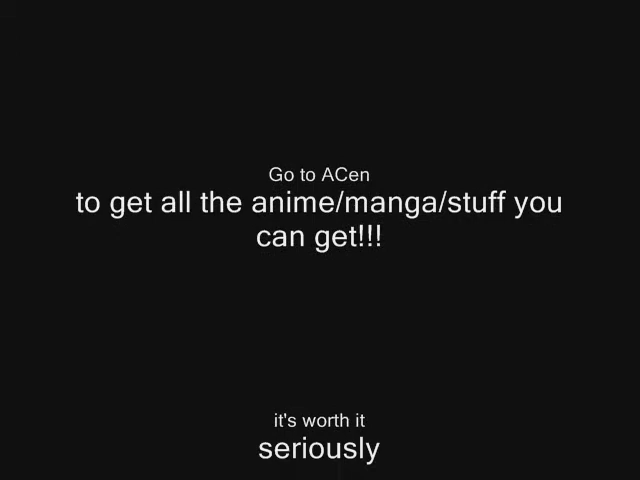 Go to ACen
to get all the anime/manga/stuff you
can get!!!
it's worth it
seriously